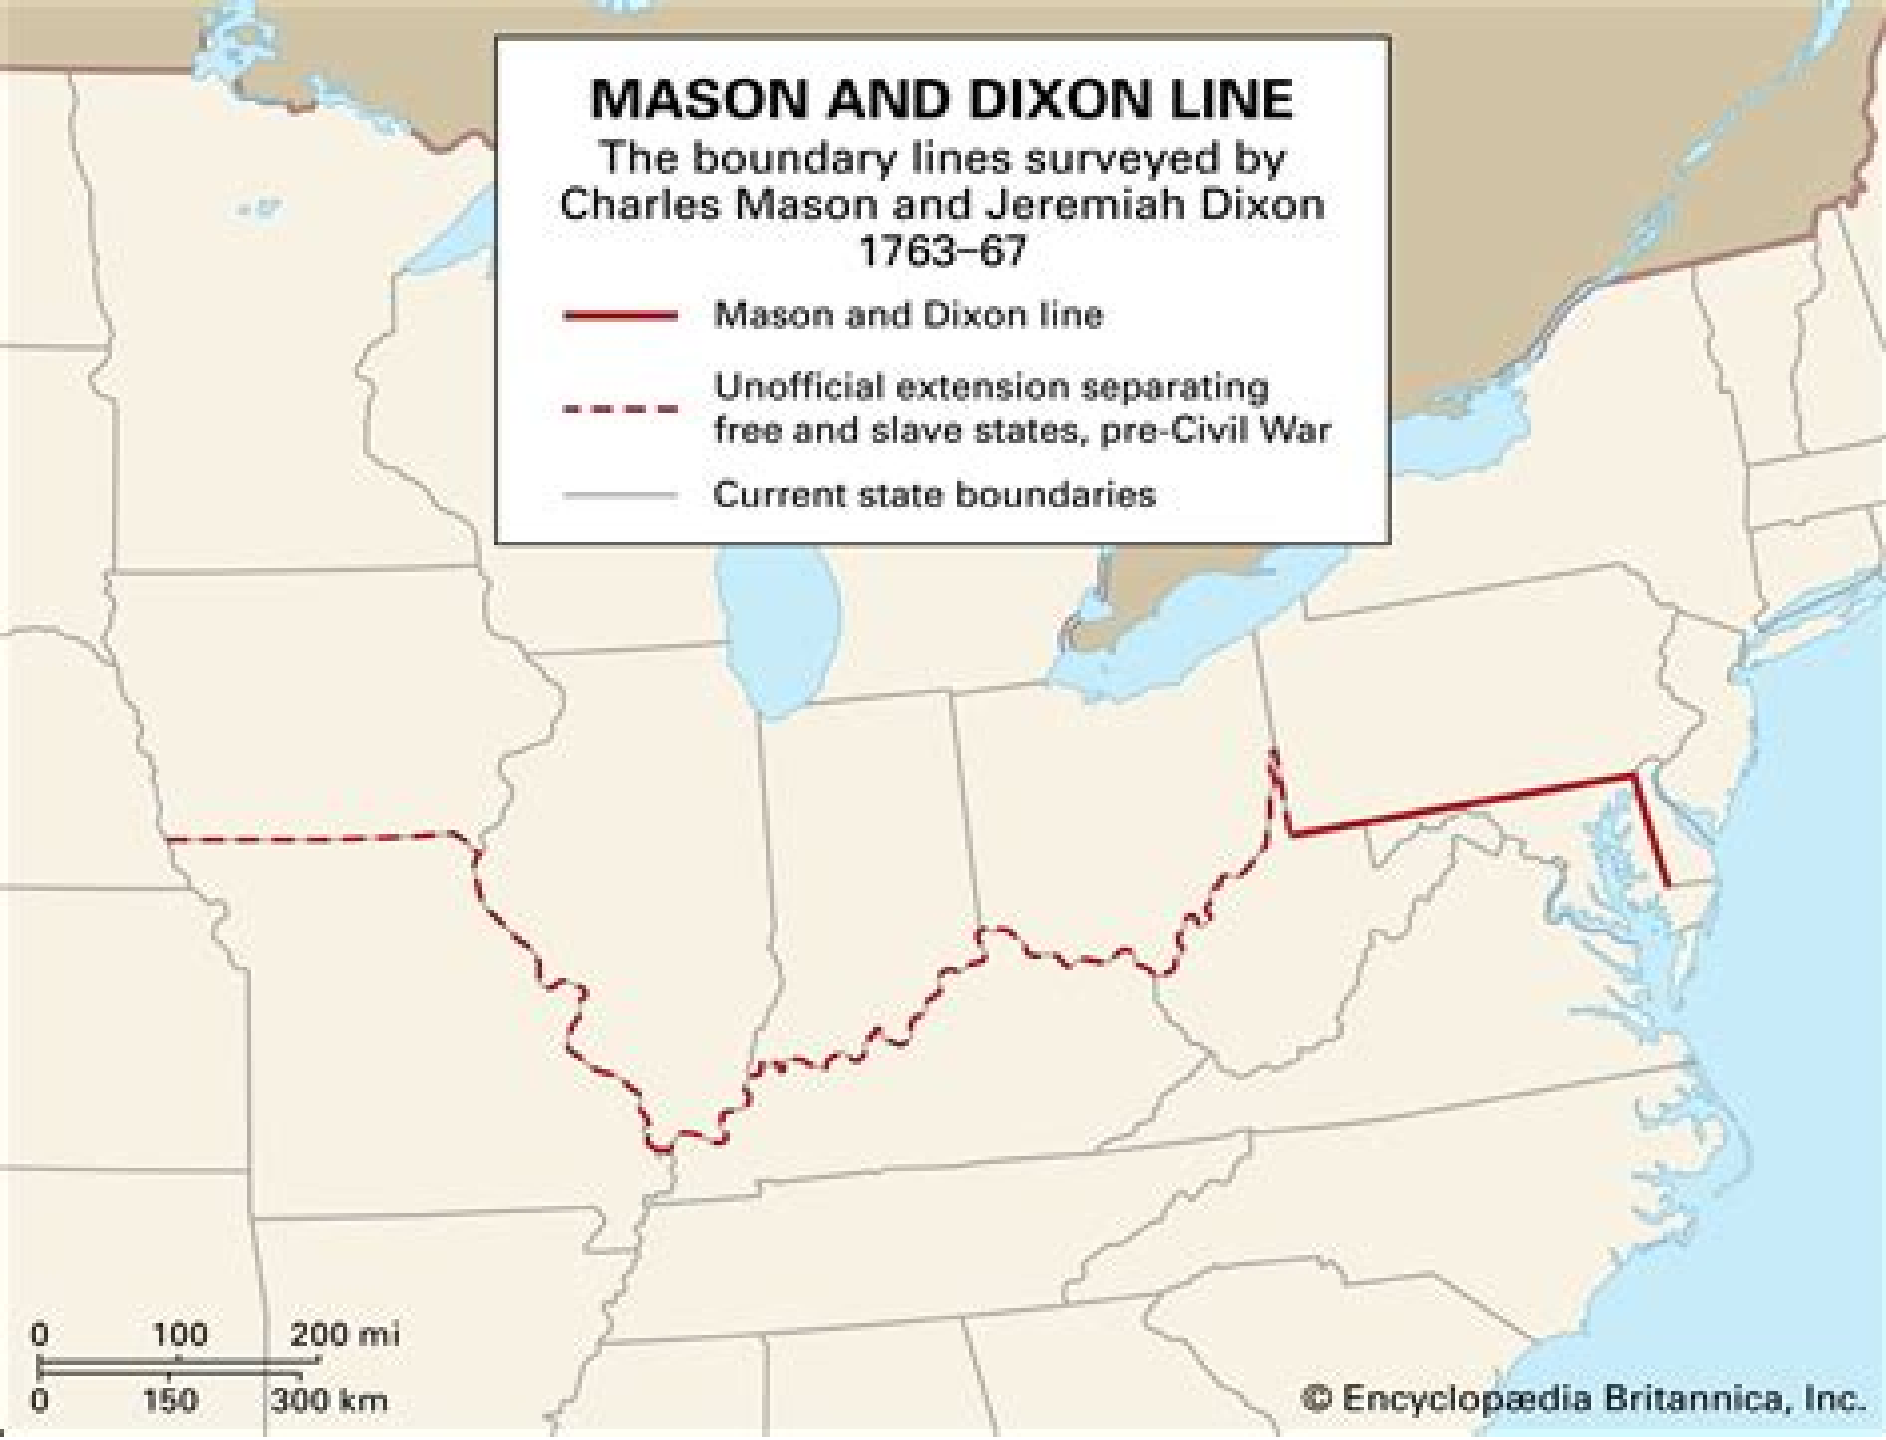 MASON AND DIXON LINE
The boundary lines surveyed by
Charles Mason and Jeremiah Dixon
1763–67
Mason and Dixon line
Unofficial extension separating
free and slave states, pre-Civil War
Current state boundaries
0 100 200 mi
0 150 300 km
© Encyclopædia Britannica, Inc.